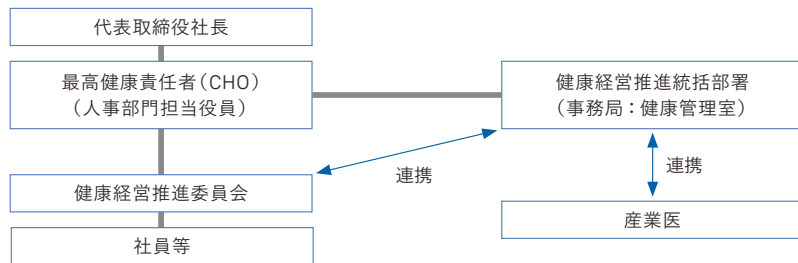 代表取締役社長
最高健康責任者（CHO）
（人事部門担当役員）
健康経営推進統括部署
（事務局：健康管理室）
連携
連携
健康経営推進委員会
産業医
社員等